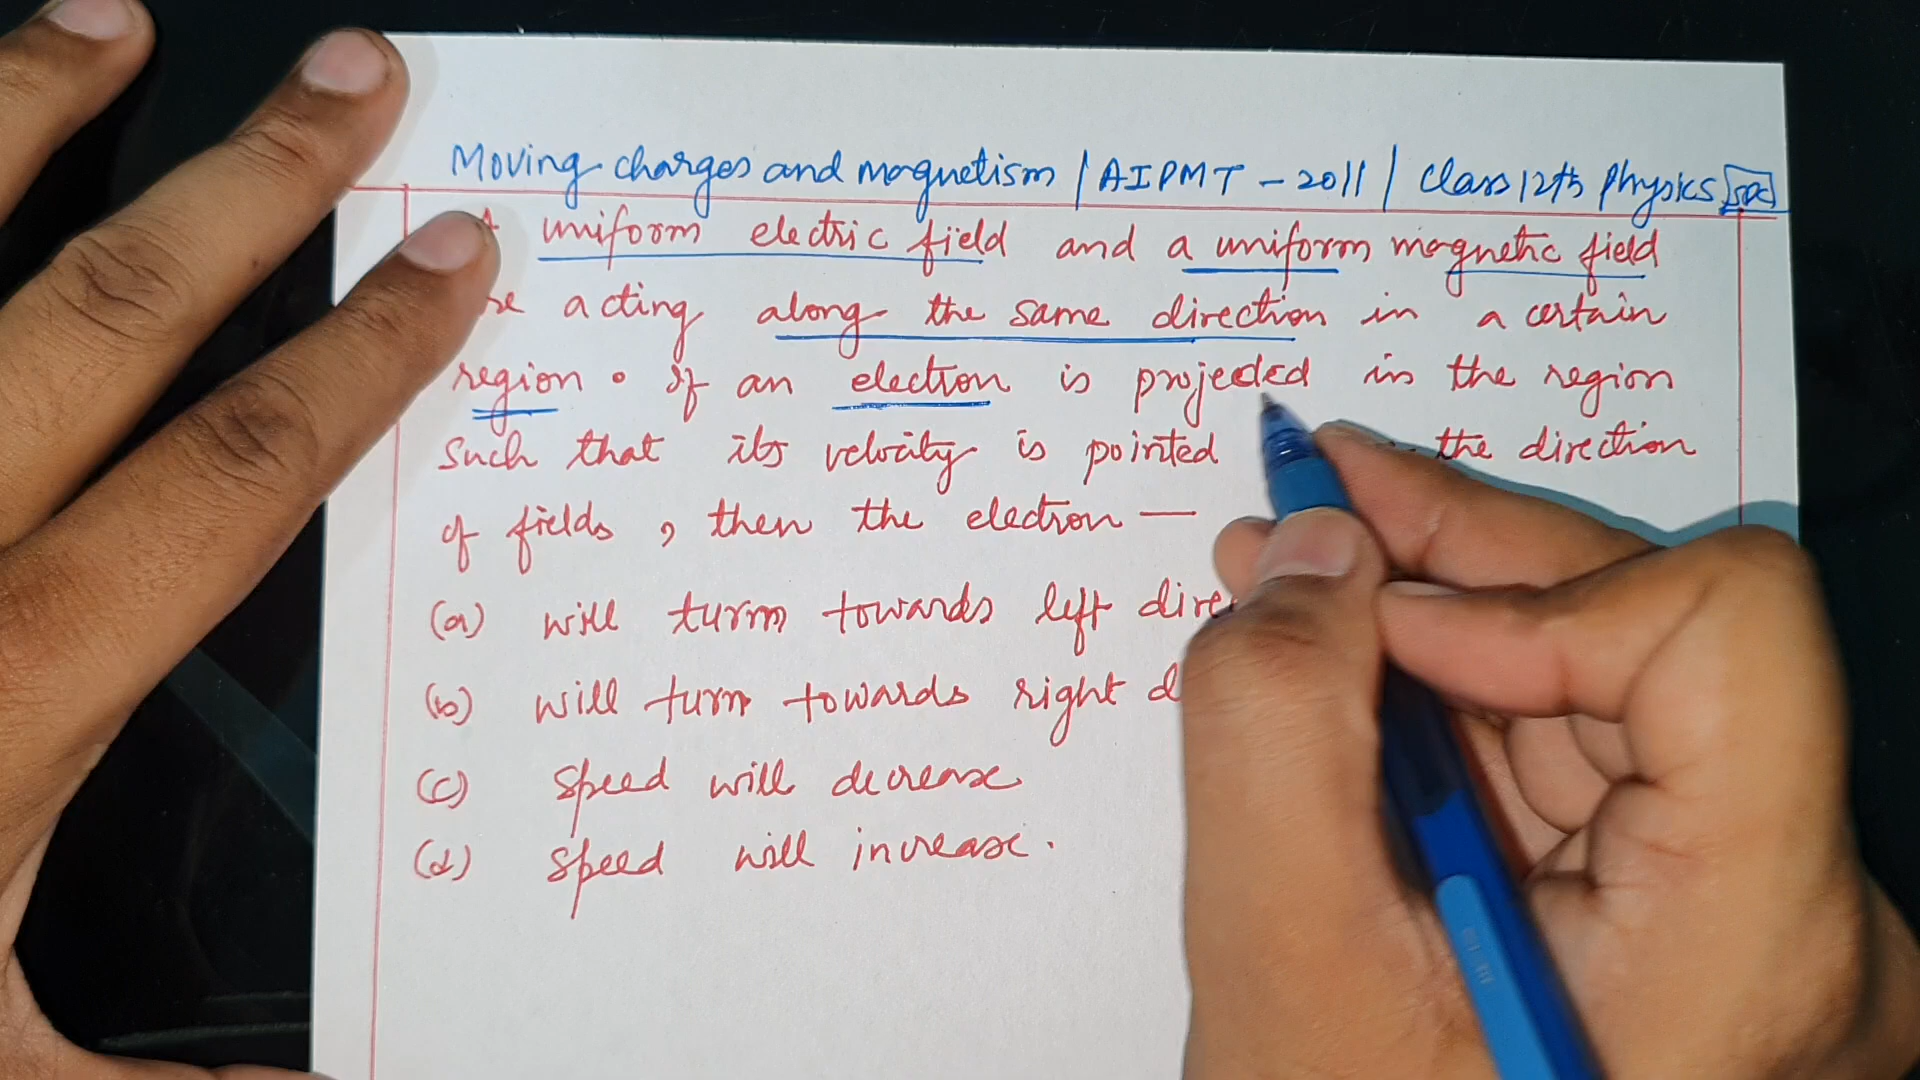 Moving charges and magnetism | AIPMT - 2011 | Class 12th Physics
A uniform electric field and a uniform magnetic field
acting along the same direction in a certain
region. If an election is projected in the region
such that its velocity is pointed the direction
of fields, then the electron —
(a) will turm towards left
(b) will turn towards right
(c) speed will decrease
(d) speed will increase.